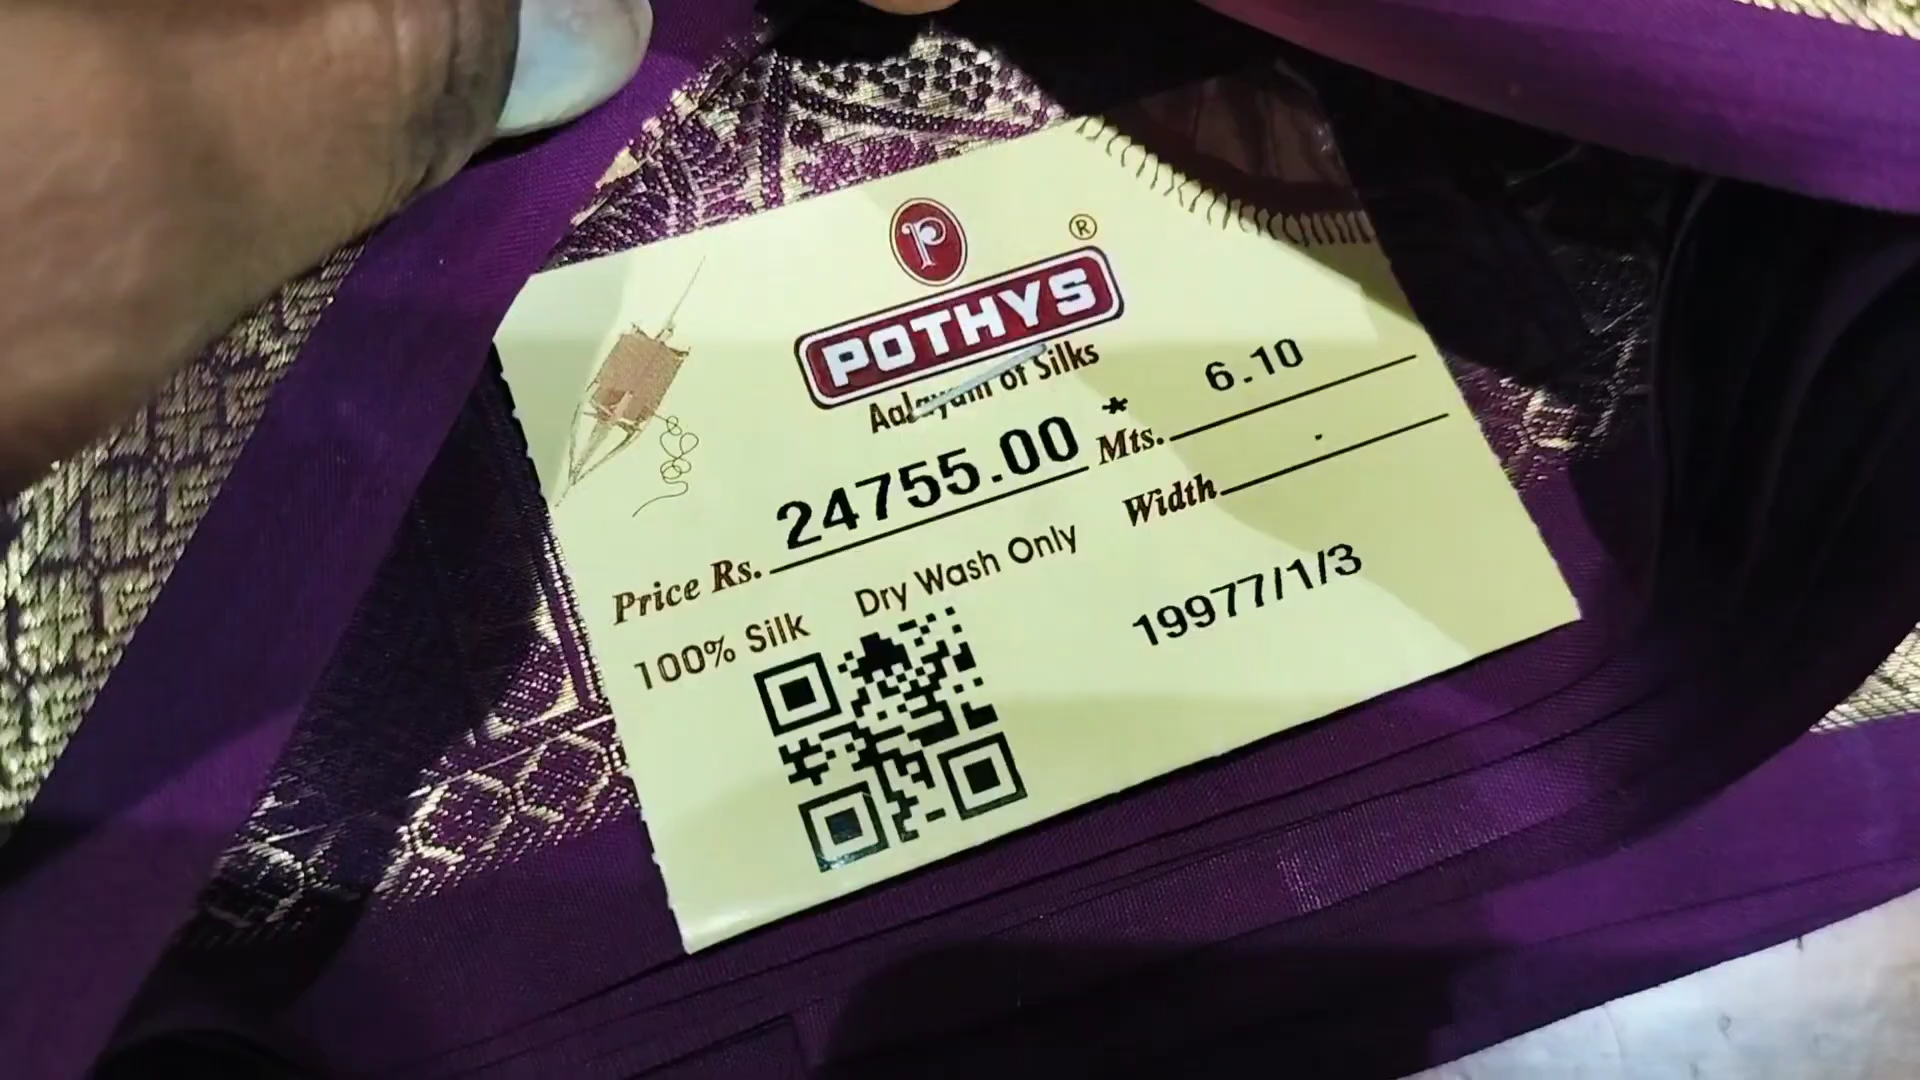 P
®
POTHYS
Aalayam of Silks
Price Rs. 24755.00 * Mts. 6.10
Width .
100% Silk Dry Wash Only
19977/1/3